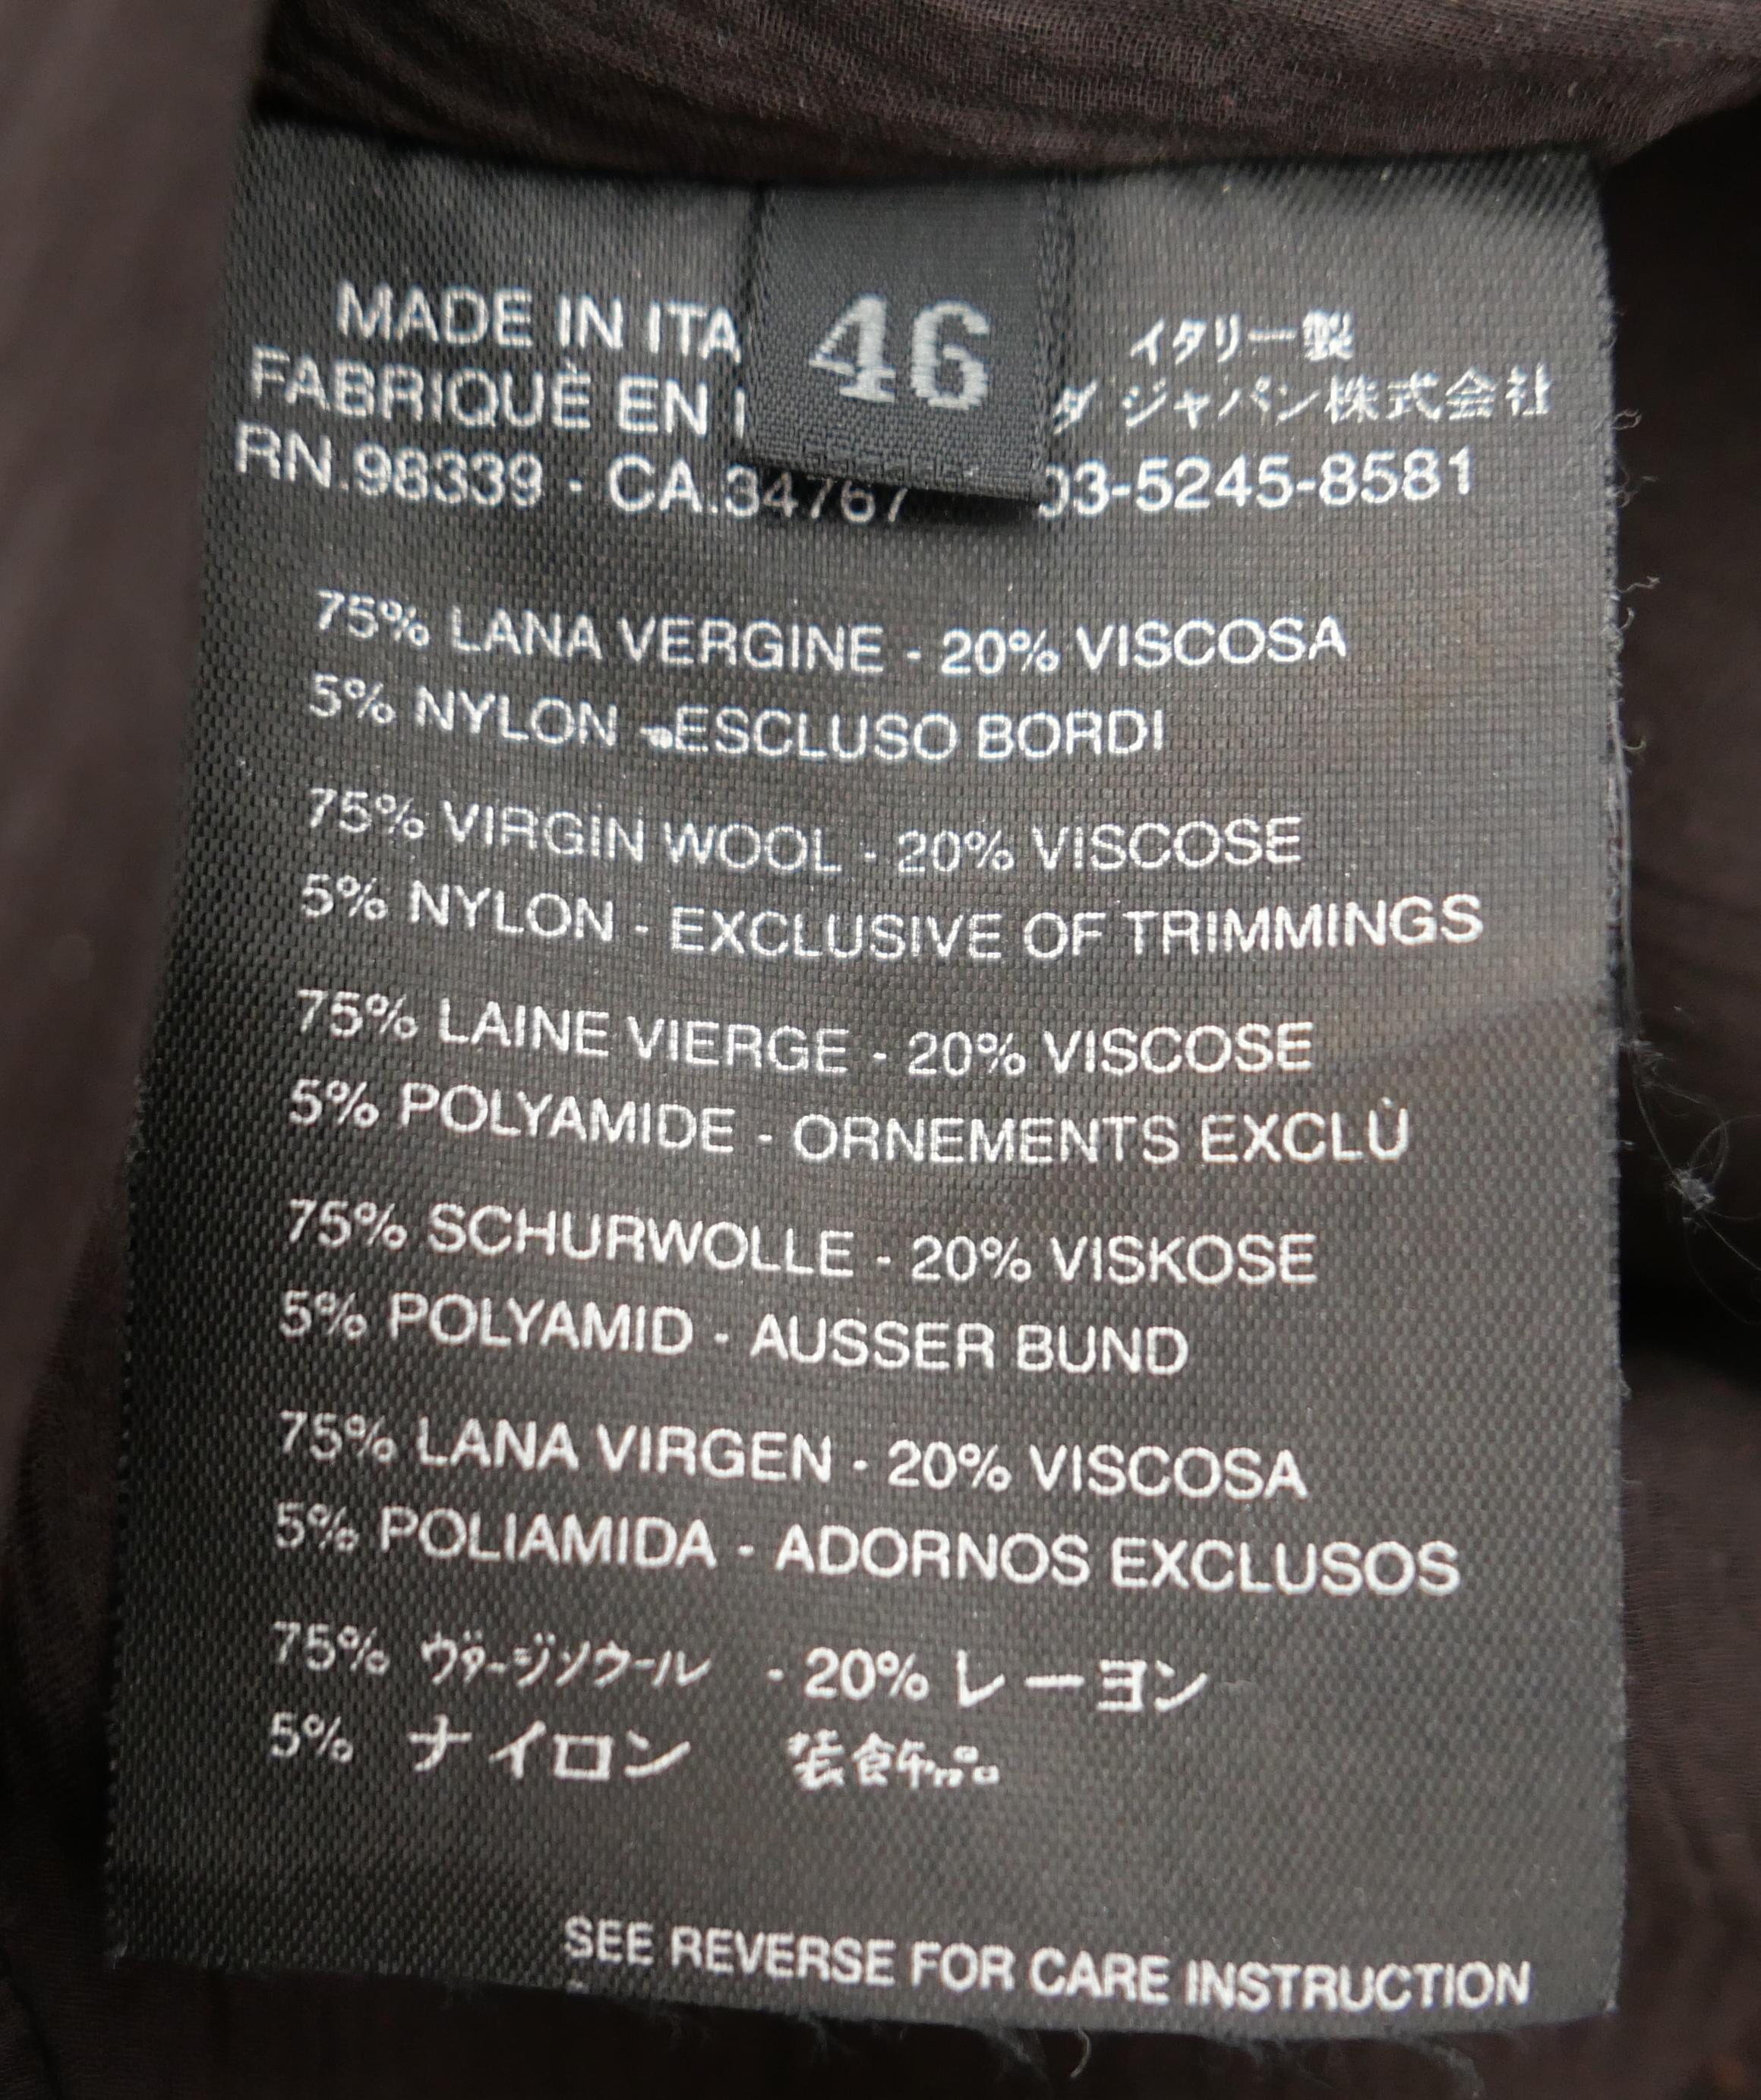 46
MADE IN ITA
FABRIQUÈ EN I
RN.98339 - CA.34767
イタリー製
ダ ジャパン株式会社
03-5245-8581
75% LANA VERGINE - 20% VISCOSA
5% NYLON - ESCLUSO BORDI
75% VIRGIN WOOL - 20% VISCOSE
5% NYLON - EXCLUSIVE OF TRIMMINGS
75% LAINE VIERGE - 20% VISCOSE
5% POLYAMIDE - ORNEMENTS EXCLÙ
75% SCHURWOLLE - 20% VISKOSE
5% POLYAMID - AUSSER BUND
75% LANA VIRGEN - 20% VISCOSA
5% POLIAMIDA - ADORNOS EXCLUSOS
75% ヴァージンウール - 20% レーヨン
5% ナイロン
SEE REVERSE FOR CARE INSTRUCTION